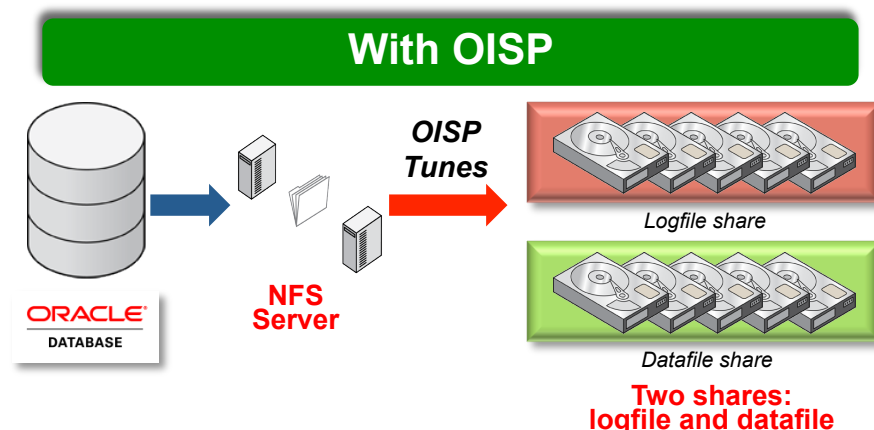 With OISP
OISP
Tunes
Logfile share
NFS
Server
ORACLE®
DATABASE
Datafile share
Two shares:
logfile and datafile